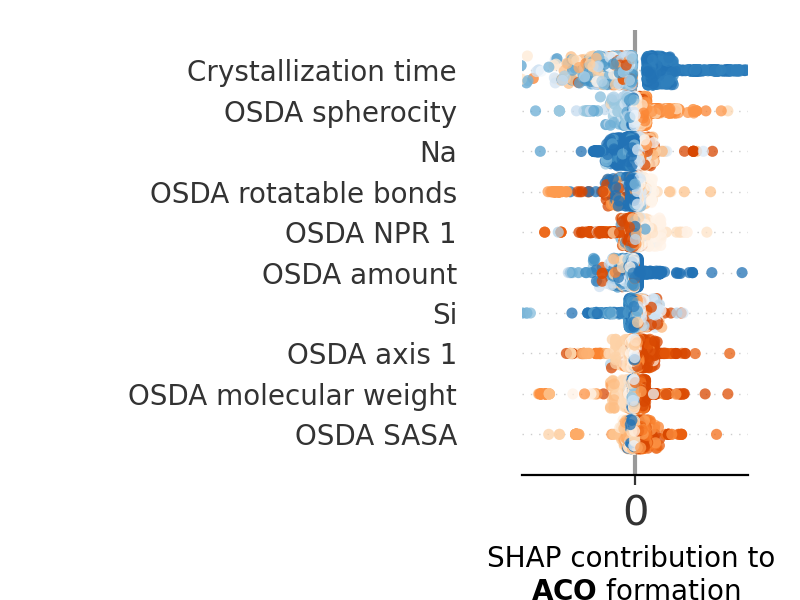 Crystallization time
OSDA spherocity
Na
OSDA rotatable bonds
OSDA NPR 1
OSDA amount
Si
OSDA axis 1
OSDA molecular weight
OSDA SASA
0
SHAP contribution to
ACO formation